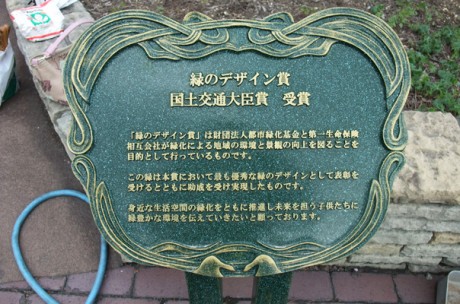 緑のデザイン賞
国土交通大臣賞 受賞
「緑のデザイン賞」は財団法人都市緑化基金と第一生命保険
相互会社が緑化による地域の環境と景観の向上を図ることを
目的として行っているものです。
この緑は本賞において最も優秀な緑のデザインとして表彰
を受けるとともに助成を受け実現したものです。
身近な生活空間の緑化をともに推進し未来を担う子供たちに
緑豊かな環境を伝えていきたいと願っております。